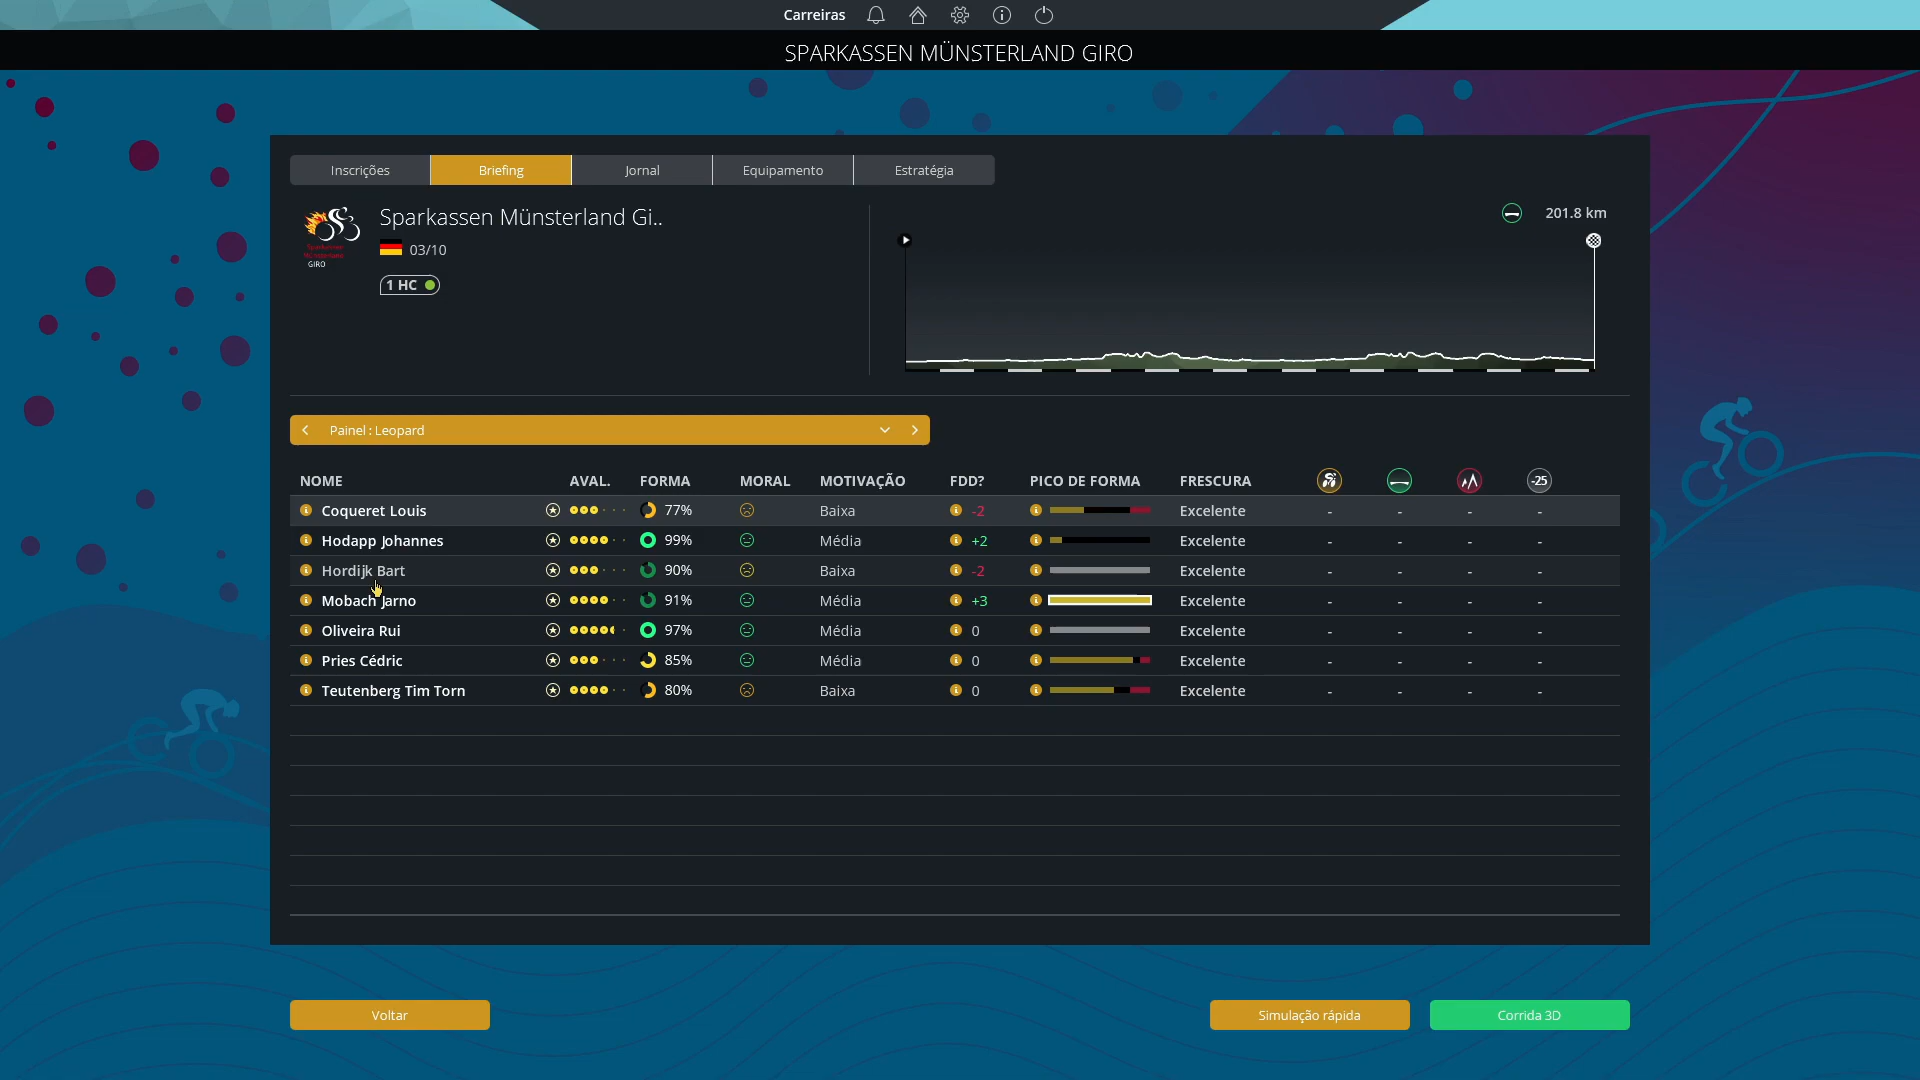 Carreiras
SPARKASSEN MÜNSTERLAND GIRO
Inscrições Briefing Jornal Equipamento Estratégia
Sparkassen Münsterland Gi..
03/10
1 HC
GIRO
201.8 km
Painel : Leopard
NOME AVAL. FORMA MORAL MOTIVAÇÃO FDD? PICO DE FORMA FRESCURA -25
Coqueret Louis 77% Baixa -2 Excelente - - - -
Hodapp Johannes 99% Média +2 Excelente - - - -
Hordijk Bart 90% Baixa -2 Excelente - - - -
Mobach Jarno 91% Média +3 Excelente - - - -
Oliveira Rui 97% Média 0 Excelente - - - -
Pries Cédric 85% Média 0 Excelente - - - -
Teutenberg Tim Torn 80% Baixa 0 Excelente - - - -
Voltar Simulação rápida Corrida 3D